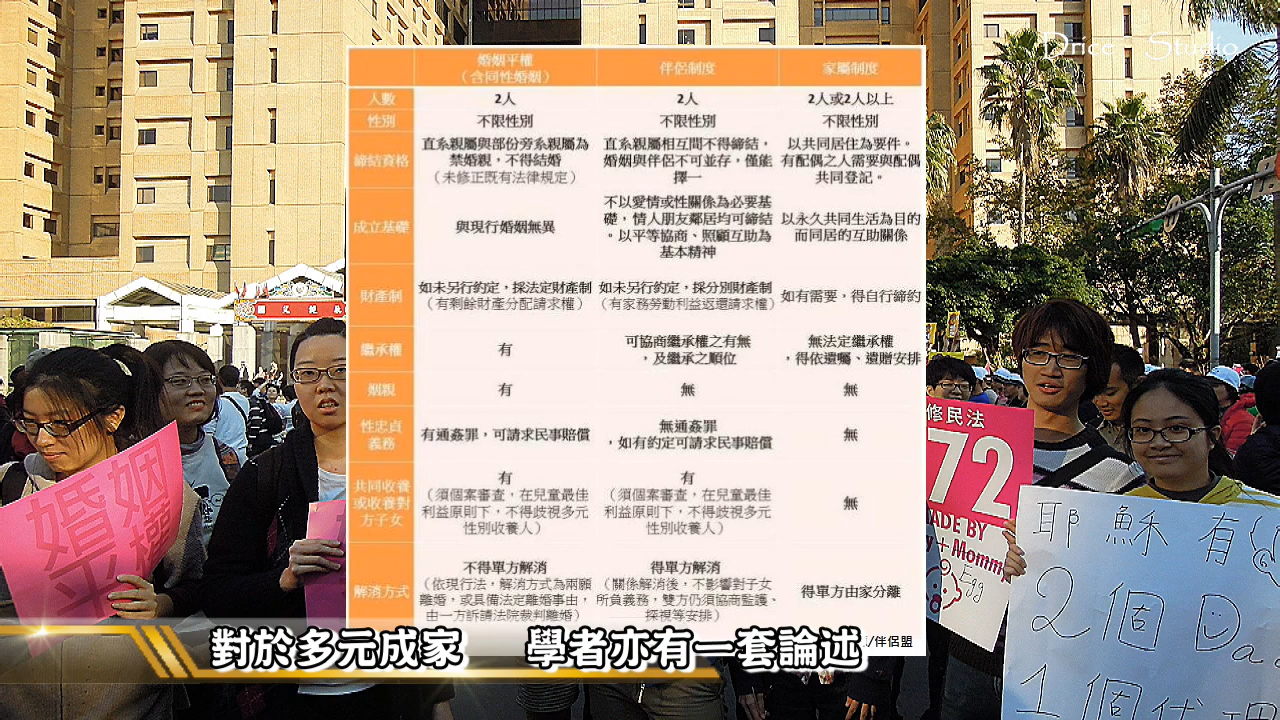 Drice Studio
婚姻平權
(含同性婚姻)
伴侶制度
家屬制度
人數
2人
2人
2人或2人以上
性別
不限性別
不限性別
不限性別
締結資格
直系親屬與部份旁系親屬為
禁婚親,不得結婚
(未修正既有法律規定)
直系親屬相互間不得締結,
婚姻與伴侶不可並存,僅能
擇一
以共同居住為要件。
有配偶之人需要與配偶
共同登記。
成立基礎
與現行婚姻無異
不以愛情或性關係為必要基
礎,情人朋友鄰居均可締結
。以平等協商、照顧互助為
基本精神
以永久共同生活為目的
而同居的互助關係
財產制
如未另行約定,採法定財產制
(有剩餘財產分配請求權)
如未另行約定,採分別財產制
(有家務勞動利益返還請求權)
如有需要,得自行締約
繼承權
有
可協商繼承權之有無
,及繼承之順位
無法定繼承權
,得依遺囑、遺贈安排
姻親
有
無
無
性忠貞
義務
有通姦罪,可請求民事賠償
無通姦罪
,如有約定可請求民事賠償
無
共同收養
或收養對
方子女
有
(須個案審查,在兒童最佳
利益原則下,不得歧視多元
性別收養人)
有
(須個案審查,在兒童最佳
利益原則下,不得歧視多元
性別收養人)
無
解消方式
不得單方解消
(依現行法,解消方式為兩願
離婚,或具備法定離婚事由,
由一方訴請法院裁判離婚)
得單方解消
(關係解消後,不影響對子女
所負義務,雙方仍須協商監護、
探視等安排)
得單方由家分離
/伴侶盟
婚姻
平權
修民法
72
ADE BY
+ Mommy
Egg
耶穌有
2個Da
1個代理
對於多元成家 學者亦有一套論述